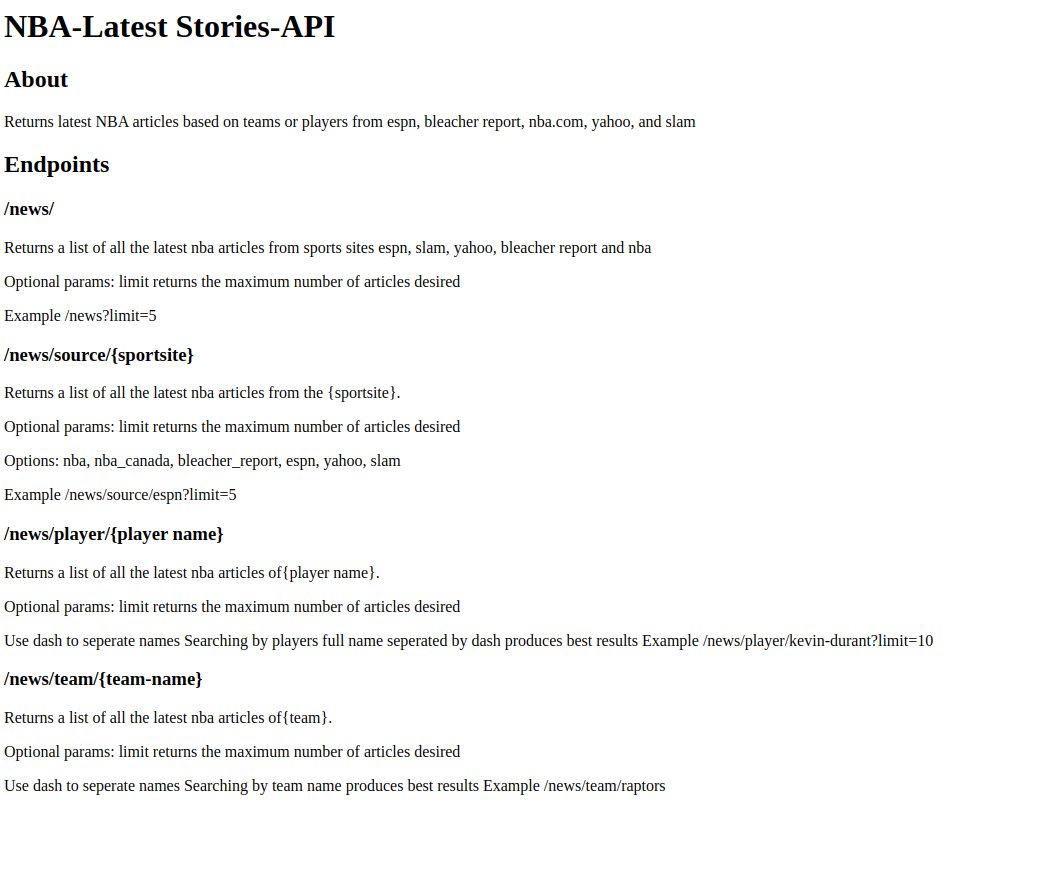 NBA-Latest Stories-API
About
Returns latest NBA articles based on teams or players from espn, bleacher report, nba.com, yahoo, and slam
Endpoints
/news/
Returns a list of all the latest nba articles from sports sites espn, slam, yahoo, bleacher report and nba
Optional params: limit returns the maximum number of articles desired
Example /news?limit=5
/news/source/{sportsite}
Returns a list of all the latest nba articles from the {sportsite}.
Optional params: limit returns the maximum number of articles desired
Options: nba, nba_canada, bleacher_report, espn, yahoo, slam
Example /news/source/espn?limit=5
/news/player/{player name}
Returns a list of all the latest nba articles of{player name}.
Optional params: limit returns the maximum number of articles desired
Use dash to seperate names Searching by players full name seperated by dash produces best results Example /news/player/kevin-durant?limit=10
/news/team/{team-name}
Returns a list of all the latest nba articles of{team}.
Optional params: limit returns the maximum number of articles desired
Use dash to seperate names Searching by team name produces best results Example /news/team/raptors